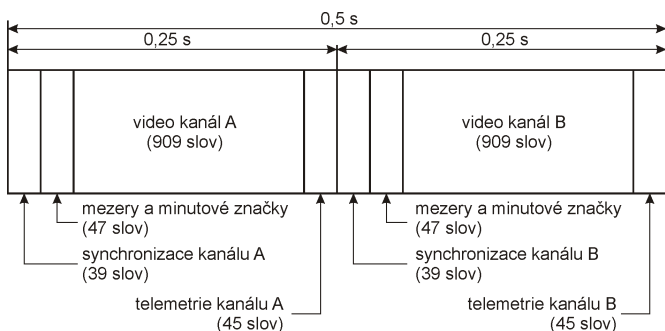 0,5 s
0,25 s
0,25 s
video kanál A
(909 slov)
video kanál B
(909 slov)
mezery a minutové značky
(47 slov)
mezery a minutové značky
(47 slov)
synchronizace kanálu A
(39 slov)
synchronizace kanálu B
(39 slov)
telemetrie kanálu A
(45 slov)
telemetrie kanálu B
(45 slov)